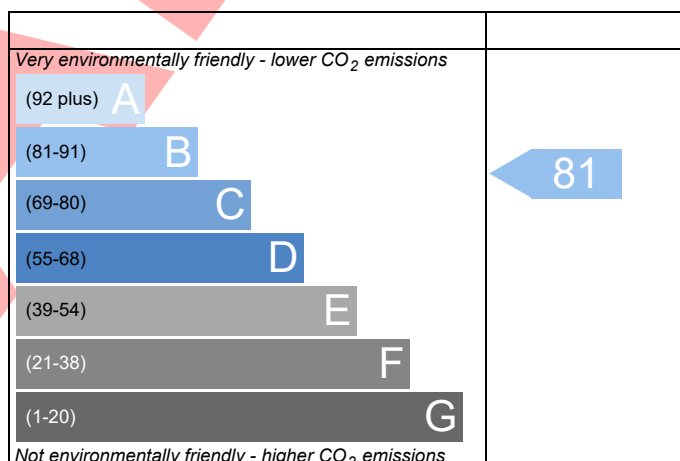 Very environmentally friendly - lower CO2 emissions
(92 plus) A
(81-91) B
81
(69-80) C
(55-68) D
(39-54) E
(21-38) F
(1-20) G
Not environmentally friendly - higher CO2 emissions